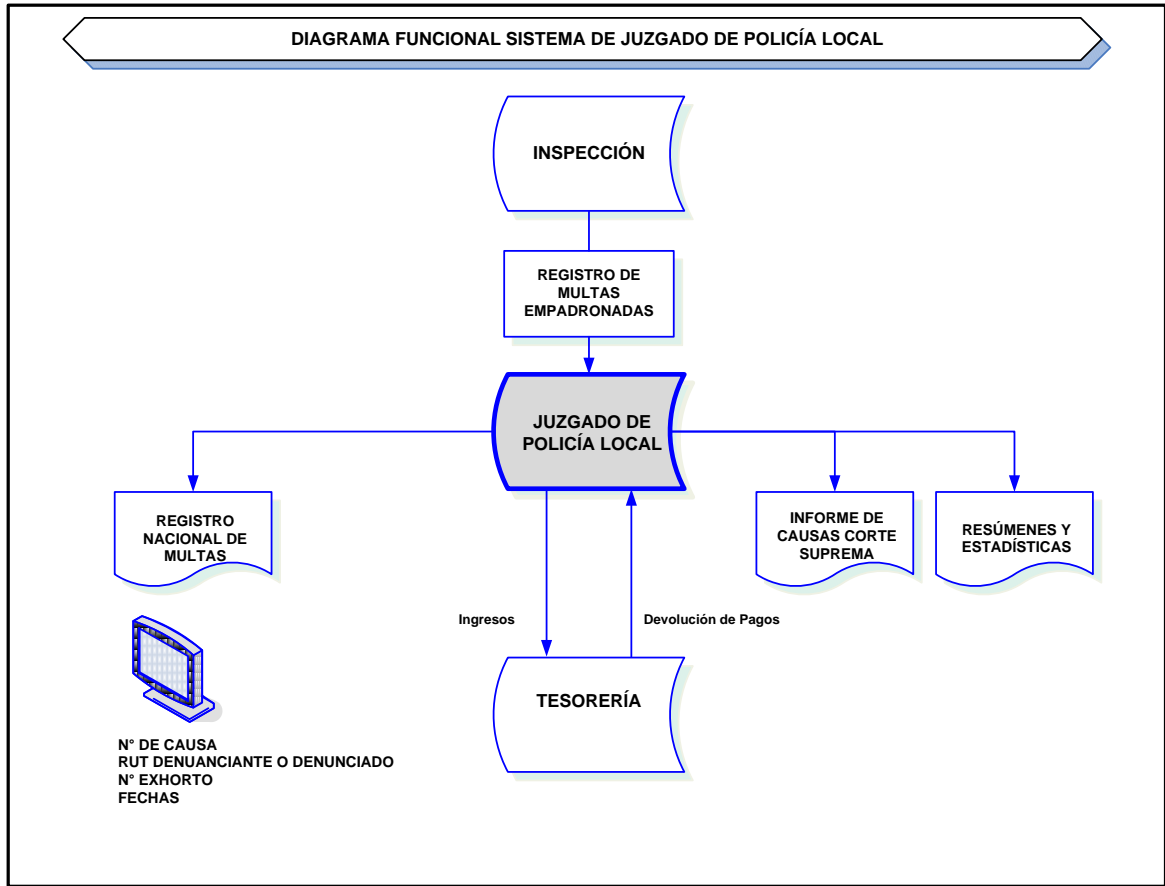 DIAGRAMA FUNCIONAL SISTEMA DE JUZGADO DE POLICÍA LOCAL
INSPECCIÓN
REGISTRO DE
MULTAS
EMPADRONADAS
JUZGADO DE
POLICÍA LOCAL
REGISTRO
NACIONAL DE
MULTAS
INFORME DE
CAUSAS CORTE
SUPREMA
RESÚMENES Y
ESTADÍSTICAS
Ingresos
Devolución de Pagos
TESORERÍA
N° DE CAUSA
RUT DENUANCIANTE O DENUNCIADO
N° EXHORTO
FECHAS